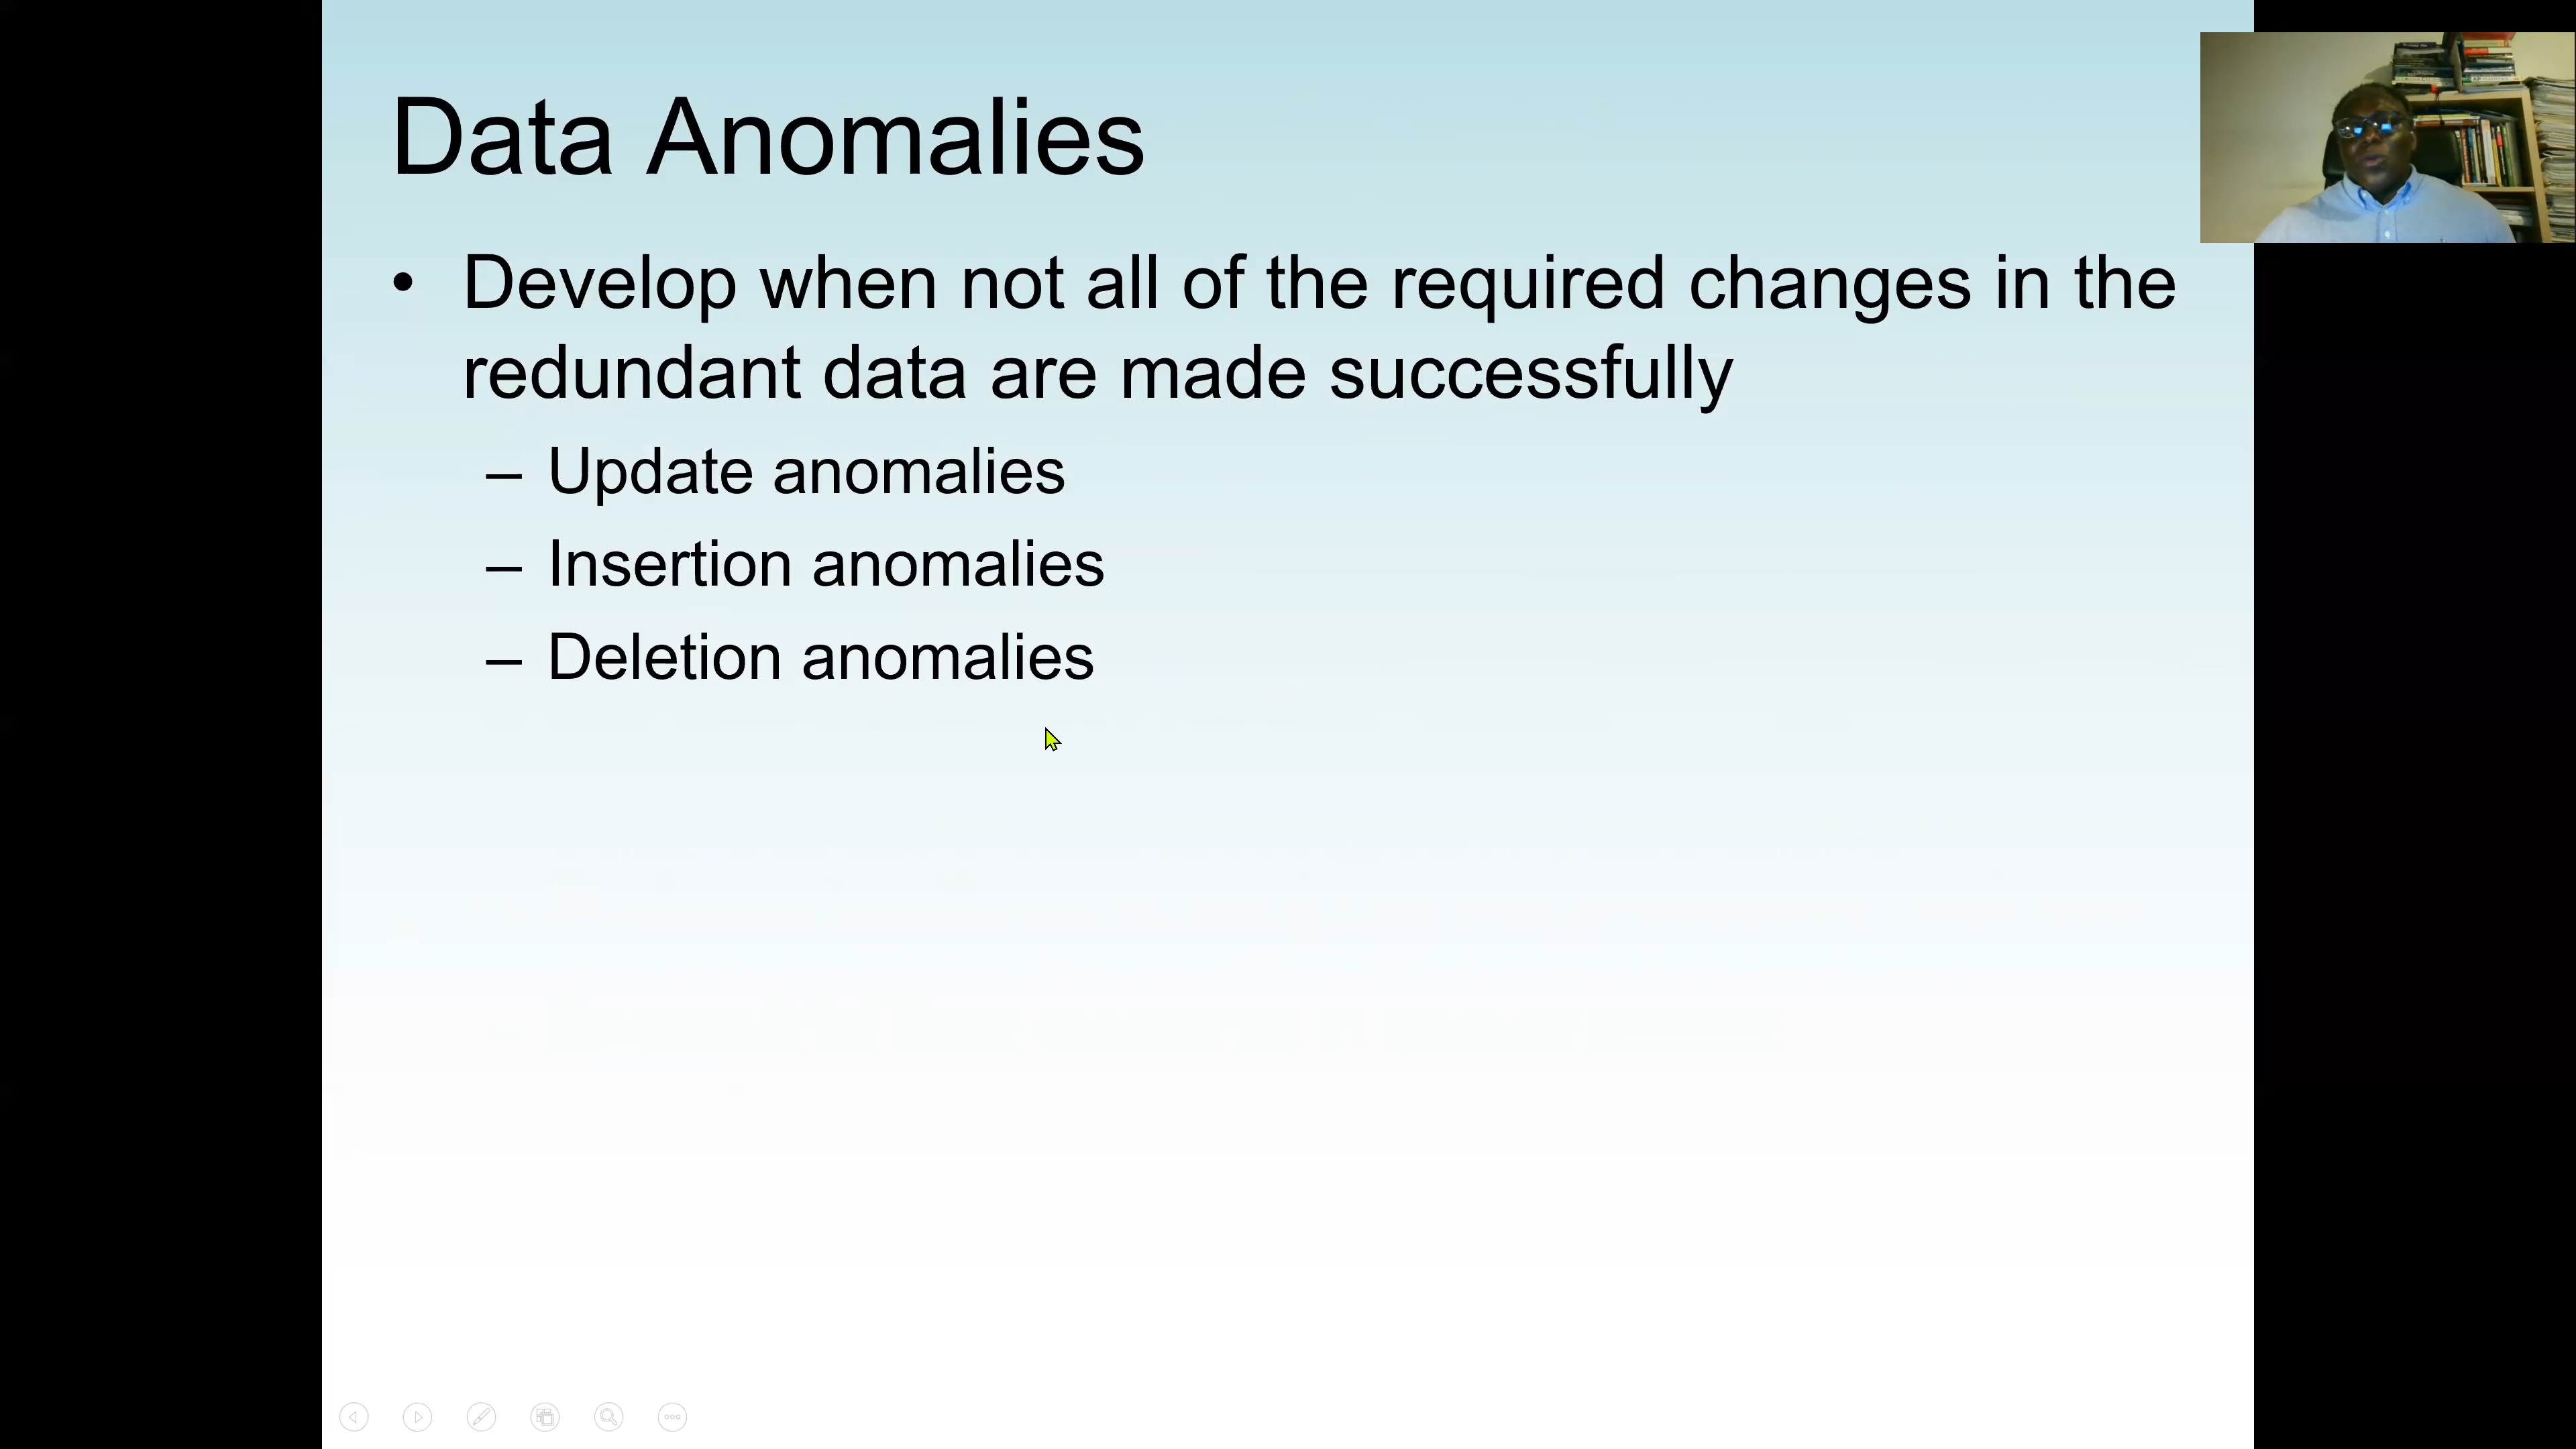 Data Anomalies
• Develop when not all of the required changes in the
redundant data are made successfully
– Update anomalies
– Insertion anomalies
– Deletion anomalies